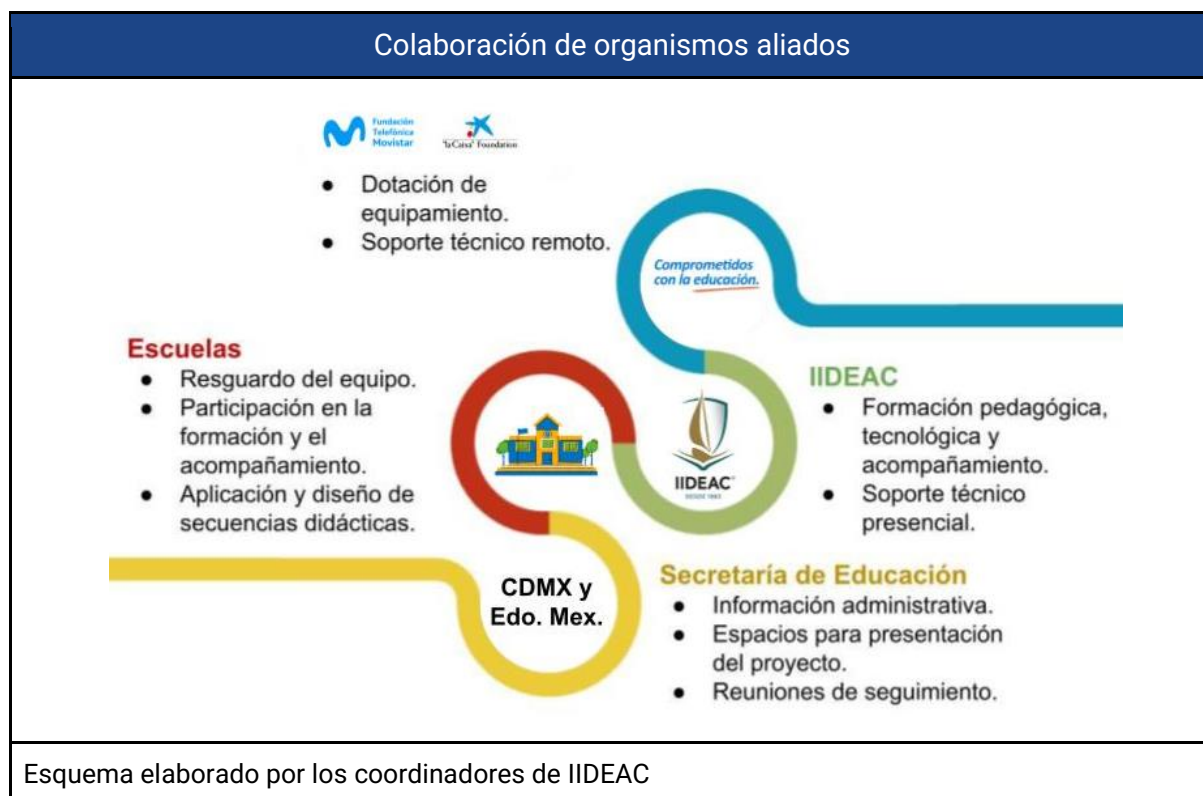 Colaboración de organismos aliados
Fundación
Telefónica
Movistar
"la Caixa" Foundation
● Dotación de
equipamiento.
● Soporte técnico remoto.
Comprometidos
con la educación.
Escuelas
● Resguardo del equipo.
● Participación en la
formación y el
acompañamiento.
● Aplicación y diseño de
secuencias didácticas.
IIDEAC
DESDE 1983
IIDEAC
● Formación pedagógica,
tecnológica y
acompañamiento.
● Soporte técnico
presencial.
CDMX y
Edo. Mex.
Secretaría de Educación
● Información administrativa.
● Espacios para presentación
del proyecto.
● Reuniones de seguimiento.
Esquema elaborado por los coordinadores de IIDEAC